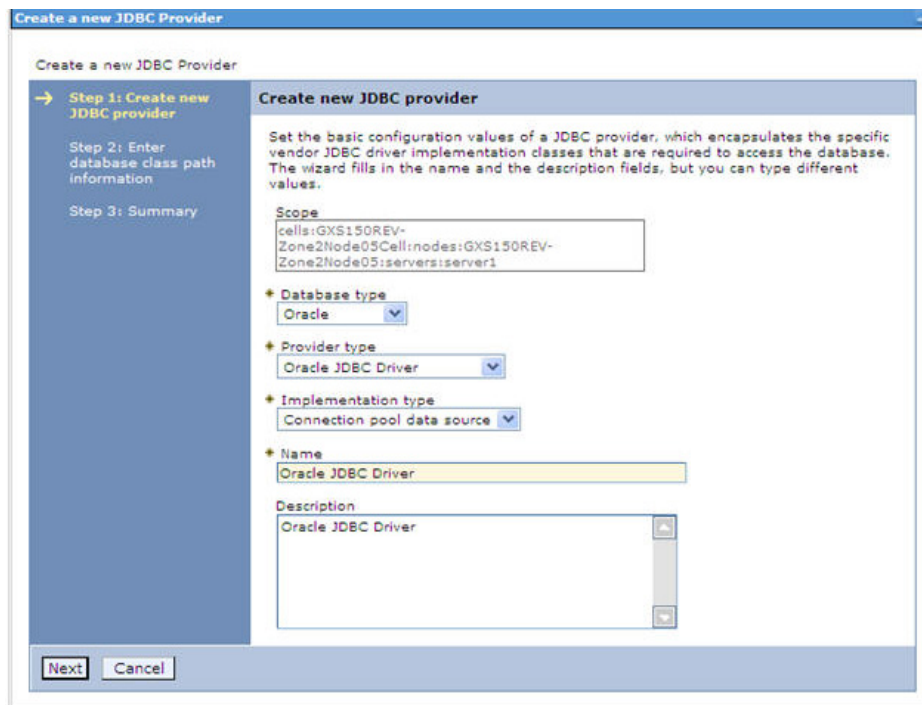 Create a new JDBC Provider
Create a new JDBC Provider
Step 1: Create new
JDBC provider
Step 2: Enter
database class path
information
Step 3: Summary
Create new JDBC provider
Set the basic configuration values of a JDBC provider, which encapsulates the specific
vendor JDBC driver implementation classes that are required to access the database.
The wizard fills in the name and the description fields, but you can type different
values.
Scope
cells:GXS150REV-
Zone2Node05Cell:nodes:GXS150REV-
Zone2Node05:servers:server1
Database type
Oracle
Provider type
Oracle JDBC Driver
Implementation type
Connection pool data source
Name
Oracle JDBC Driver
Description
Oracle JDBC Driver
Next
Cancel